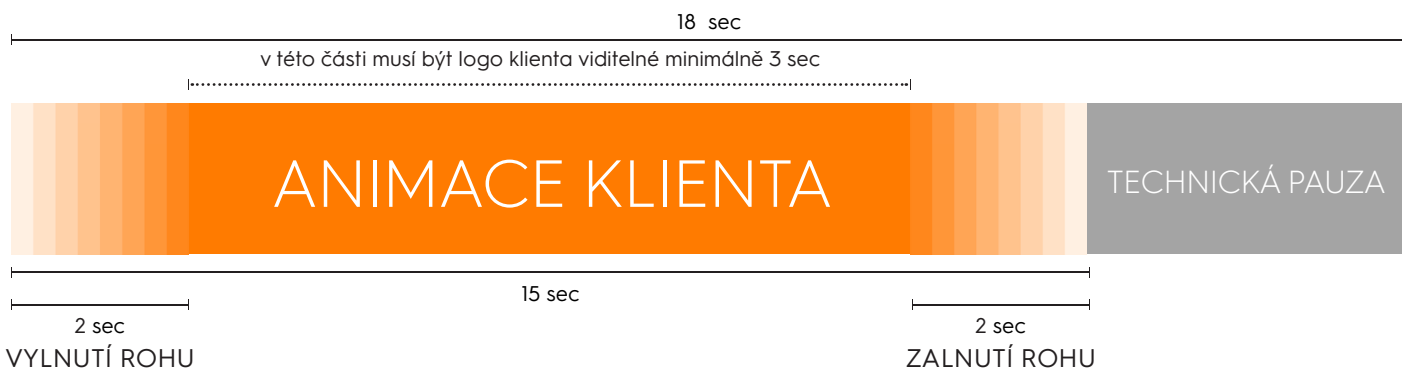 18 sec
v této části musí být logo klienta viditelné minimálně 3 sec
ANIMACE KLIENTA
TECHNICKÁ PAUZA
15 sec
2 sec
2 sec
VYLNUTÍ ROHU
ZALNUTÍ ROHU